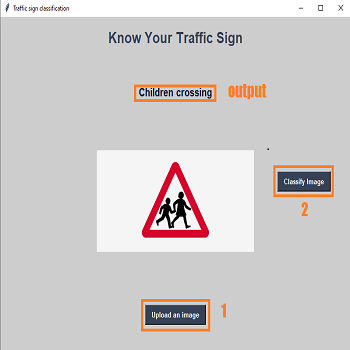 Traffic sign classification
Know Your Traffic Sign
Children crossing output
Classify Image
2
Upload an image 1